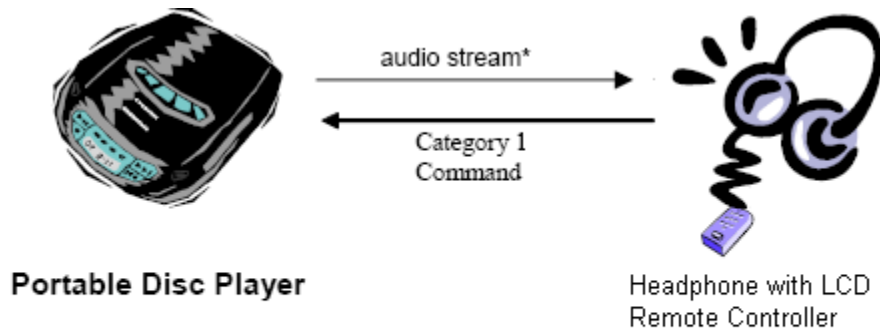 audio stream*
Category 1
Command
Portable Disc Player
Headphone with LCD
Remote Controller